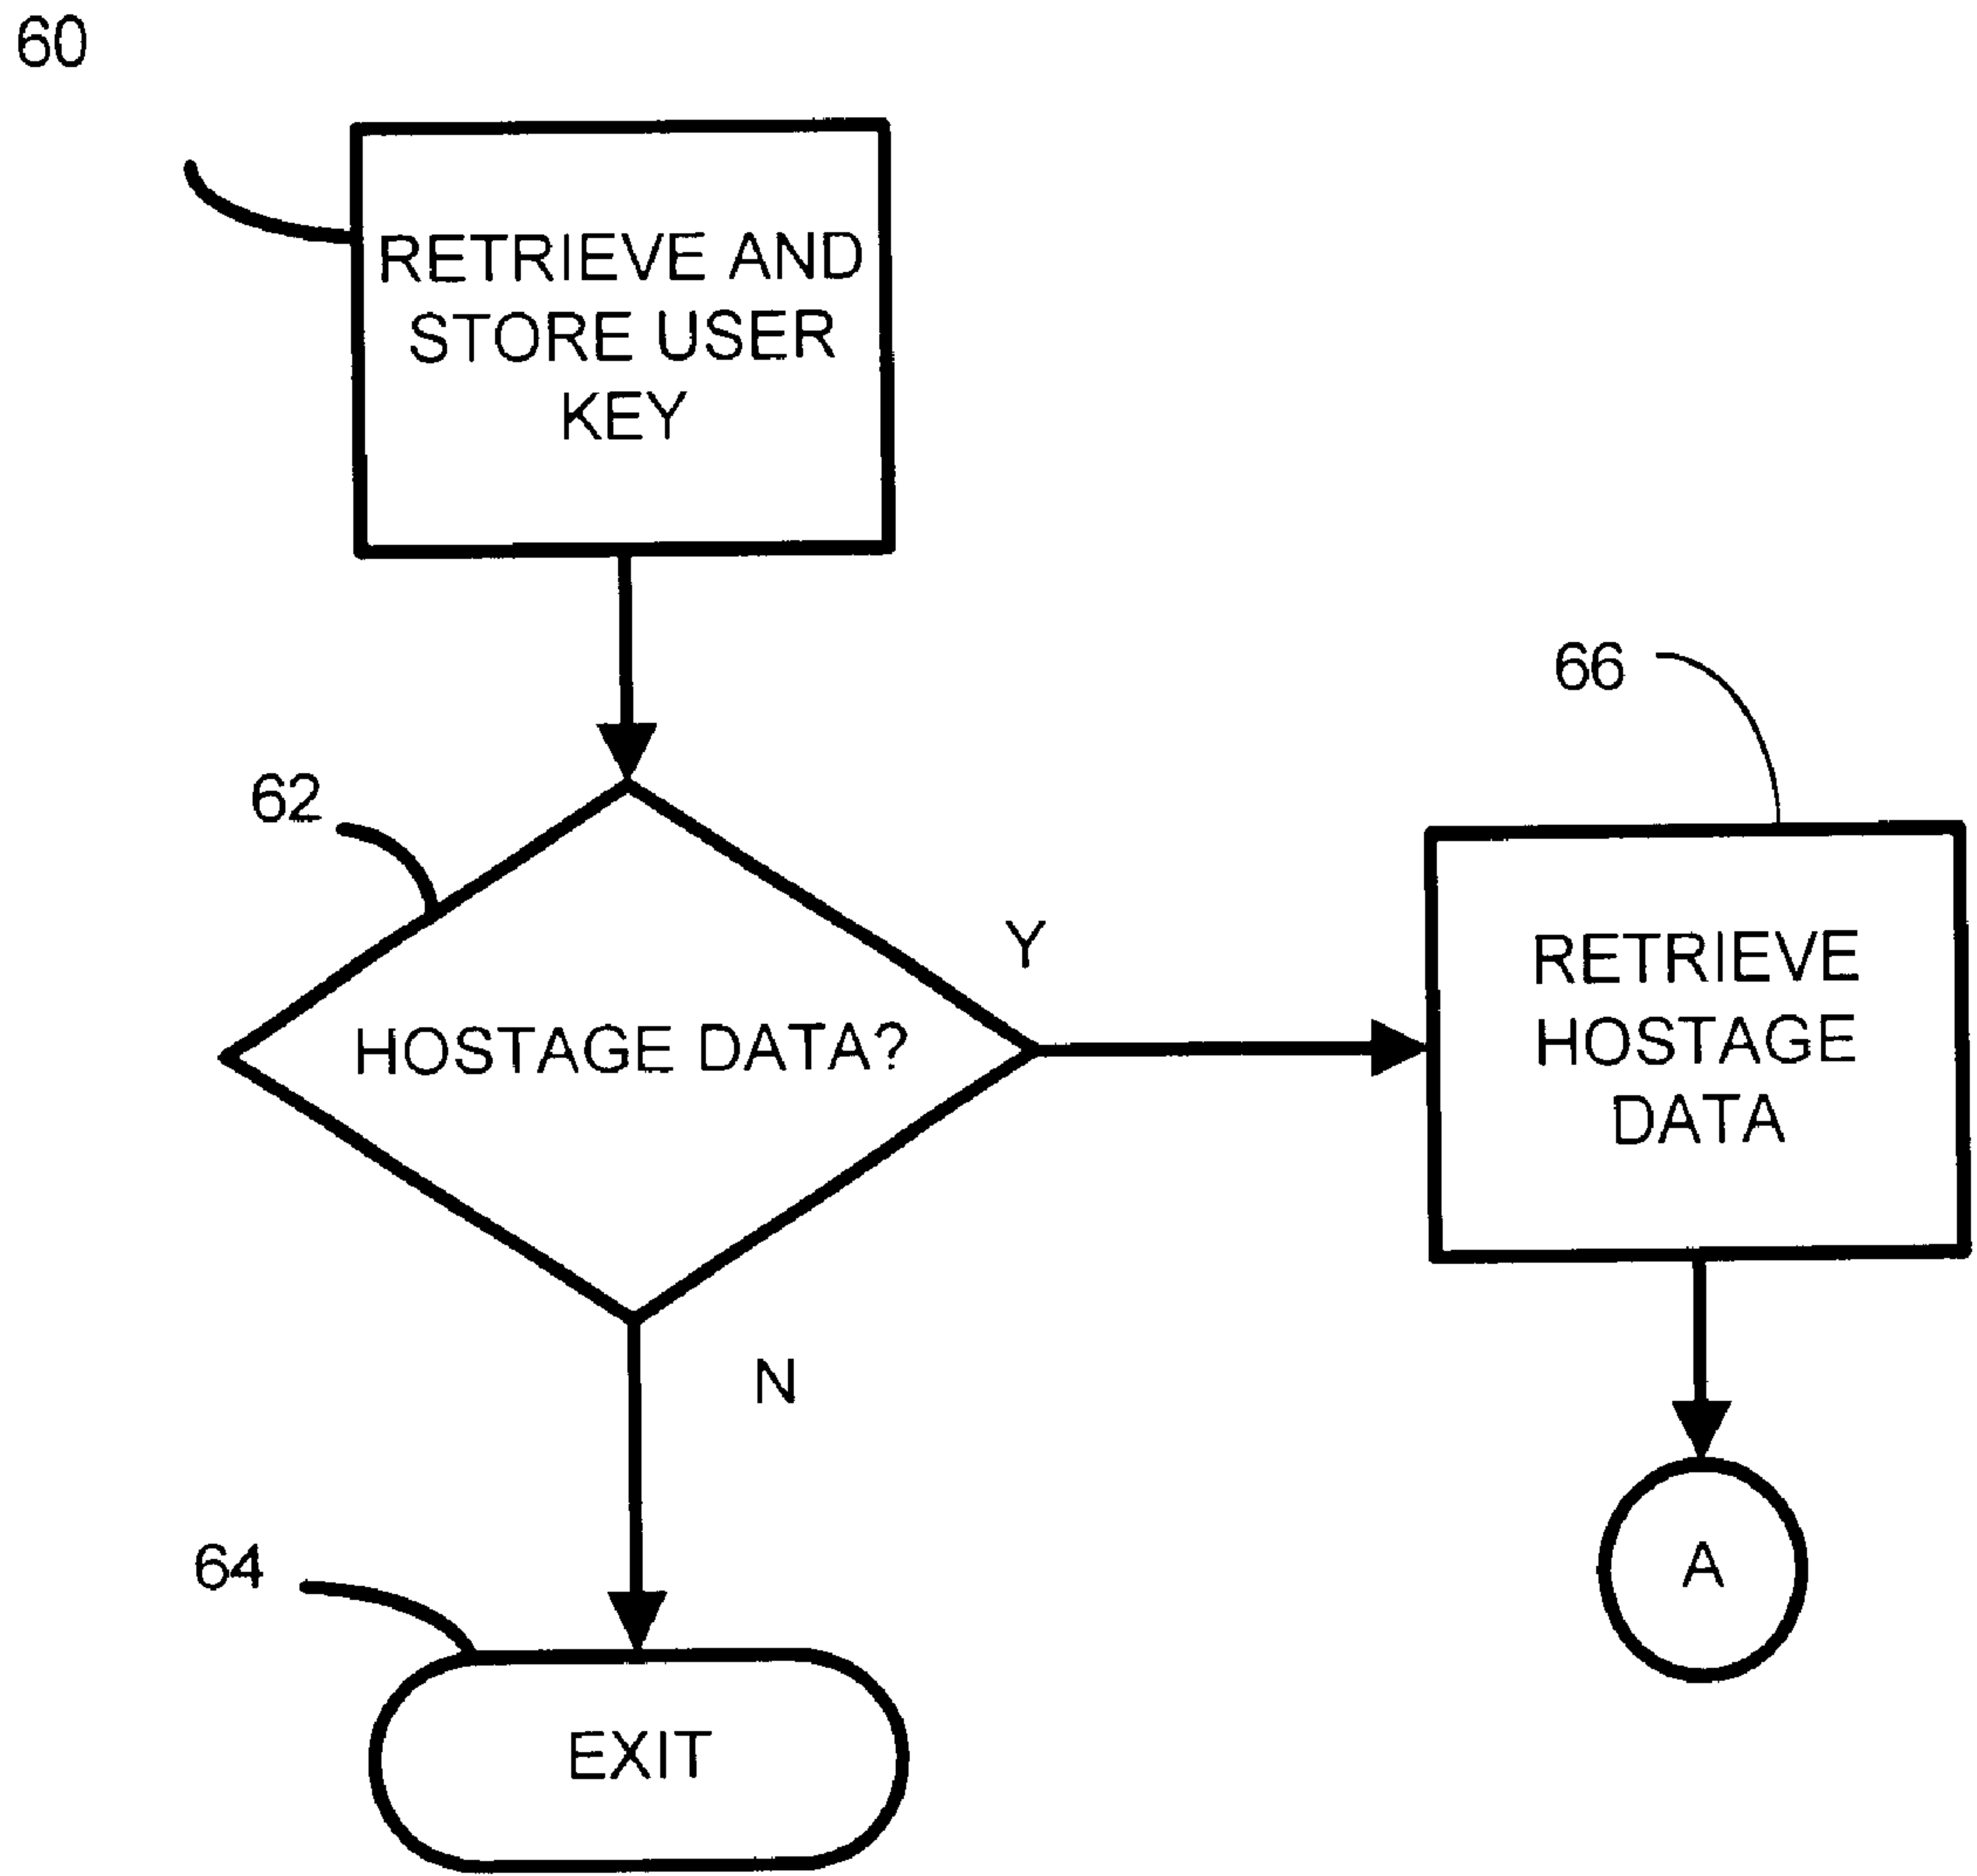 60
RETRIEVE AND
STORE USER
KEY
66
62
Y
HOSTAGE DATA?
RETRIEVE
HOSTAGE
DATA
N
64
A
EXIT